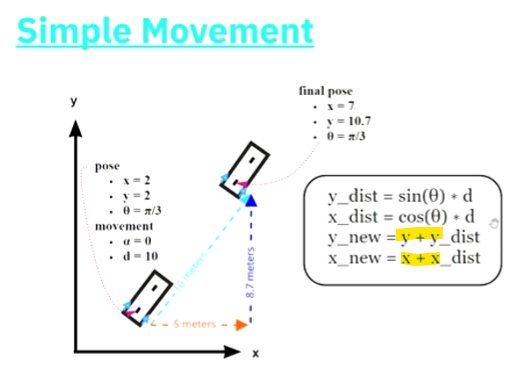 Simple Movement
y
final pose
• x = 7
• y = 10.7
• θ = π/3
pose
• x = 2
• y = 2
• θ = π/3
movement
• α = 0
• d = 10
y_dist = sin(θ) * d
x_dist = cos(θ) * d
y_new = y + y_dist
x_new = x + x_dist
10 meters
8.7 meters
5 meters
x